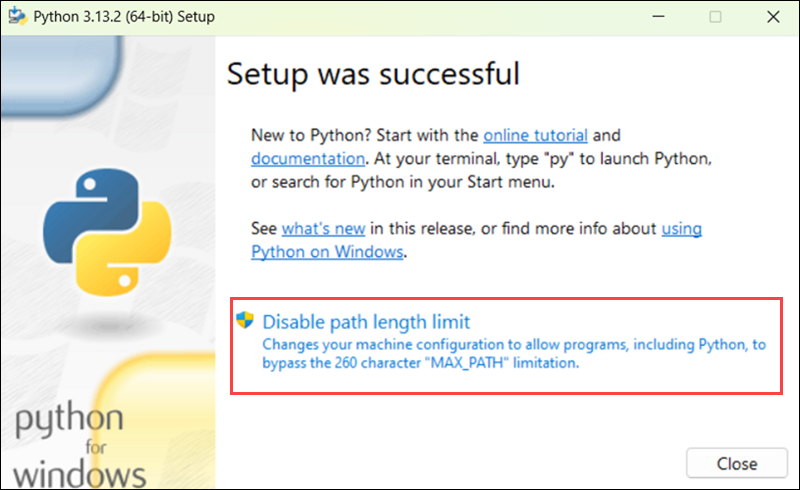 Python 3.13.2 (64-bit) Setup
Setup was successful
New to Python? Start with the online tutorial and
documentation. At your terminal, type "py" to launch Python,
or search for Python in your Start menu.
See what's new in this release, or find more info about using
Python on Windows.
Disable path length limit
Changes your machine configuration to allow programs, including Python, to
bypass the 260 character "MAX_PATH" limitation.
python
for
windows
Close